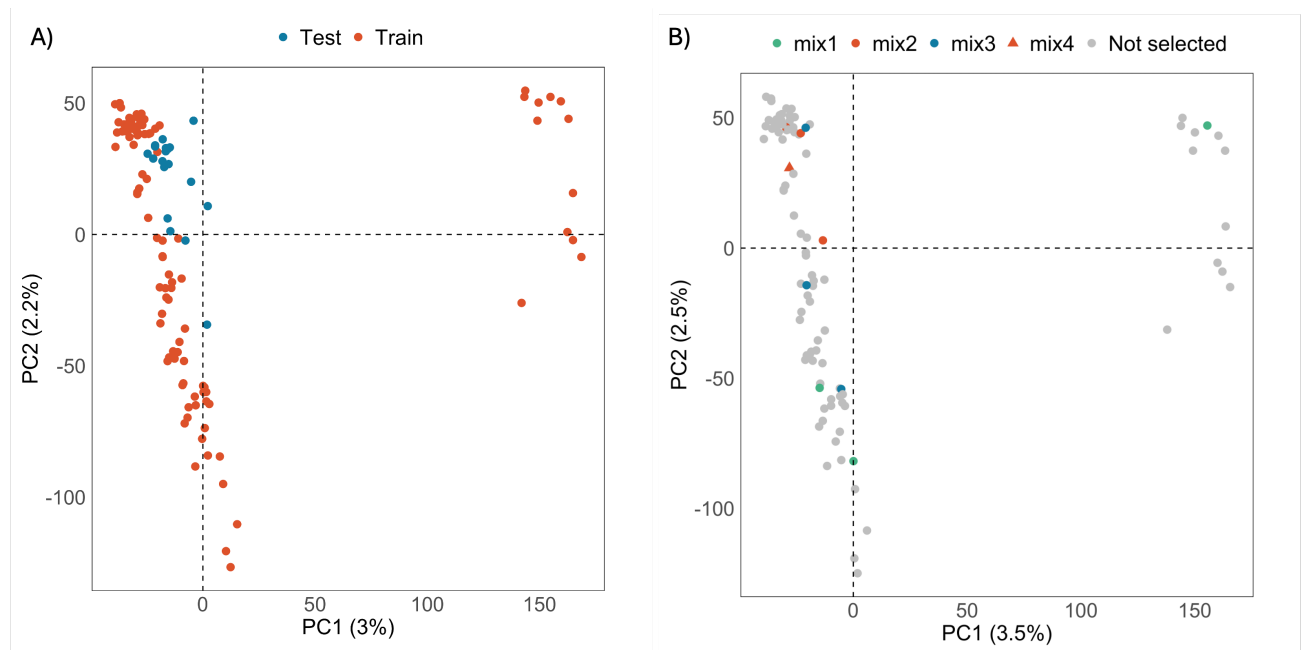 A)
Test Train
50
0
-50
-100
PC2 (2.2%)
0 50 100 150
PC1 (3%)
B)
mix1 mix2 mix3 mix4 Not selected
50
0
-50
-100
PC2 (2.5%)
0 50 100 150
PC1 (3.5%)